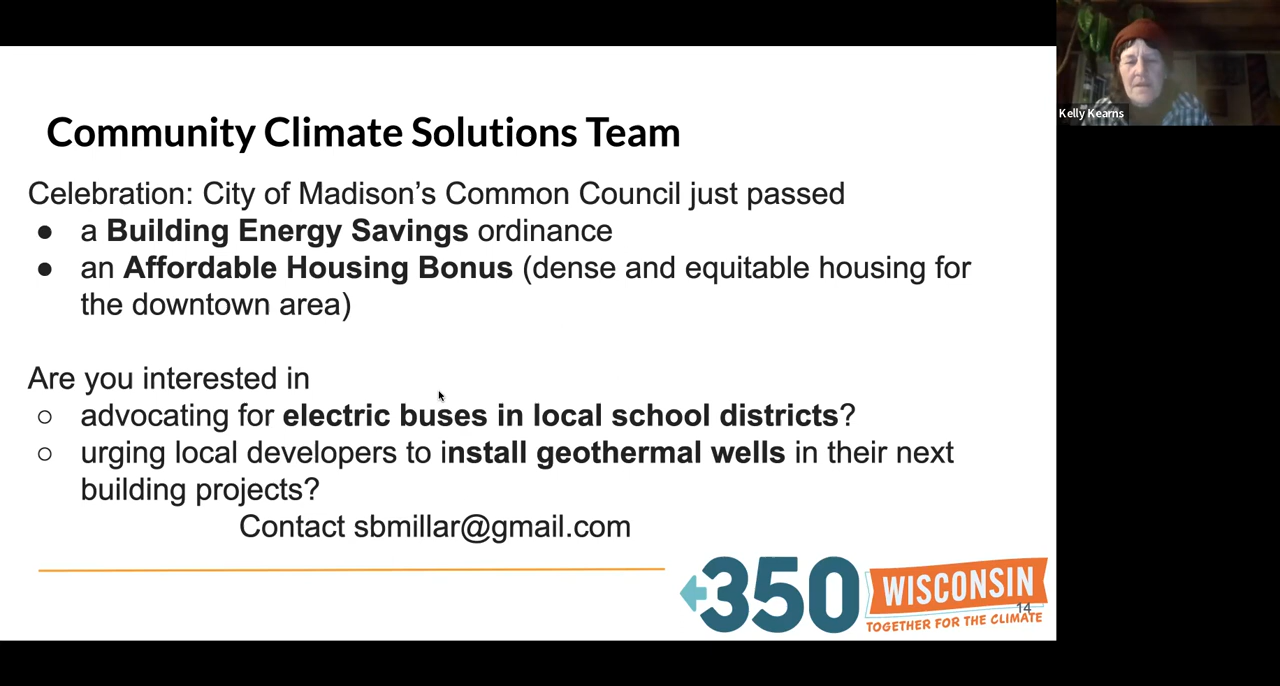 Community Climate Solutions Team
Celebration: City of Madison's Common Council just passed
● a Building Energy Savings ordinance
● an Affordable Housing Bonus (dense and equitable housing for
the downtown area)
Are you interested in
○ advocating for electric buses in local school districts?
○ urging local developers to install geothermal wells in their next
building projects?
Contact sbmillar@gmail.com
350 WISCONSIN
14
TOGETHER FOR THE CLIMATE
Kelly Kearns